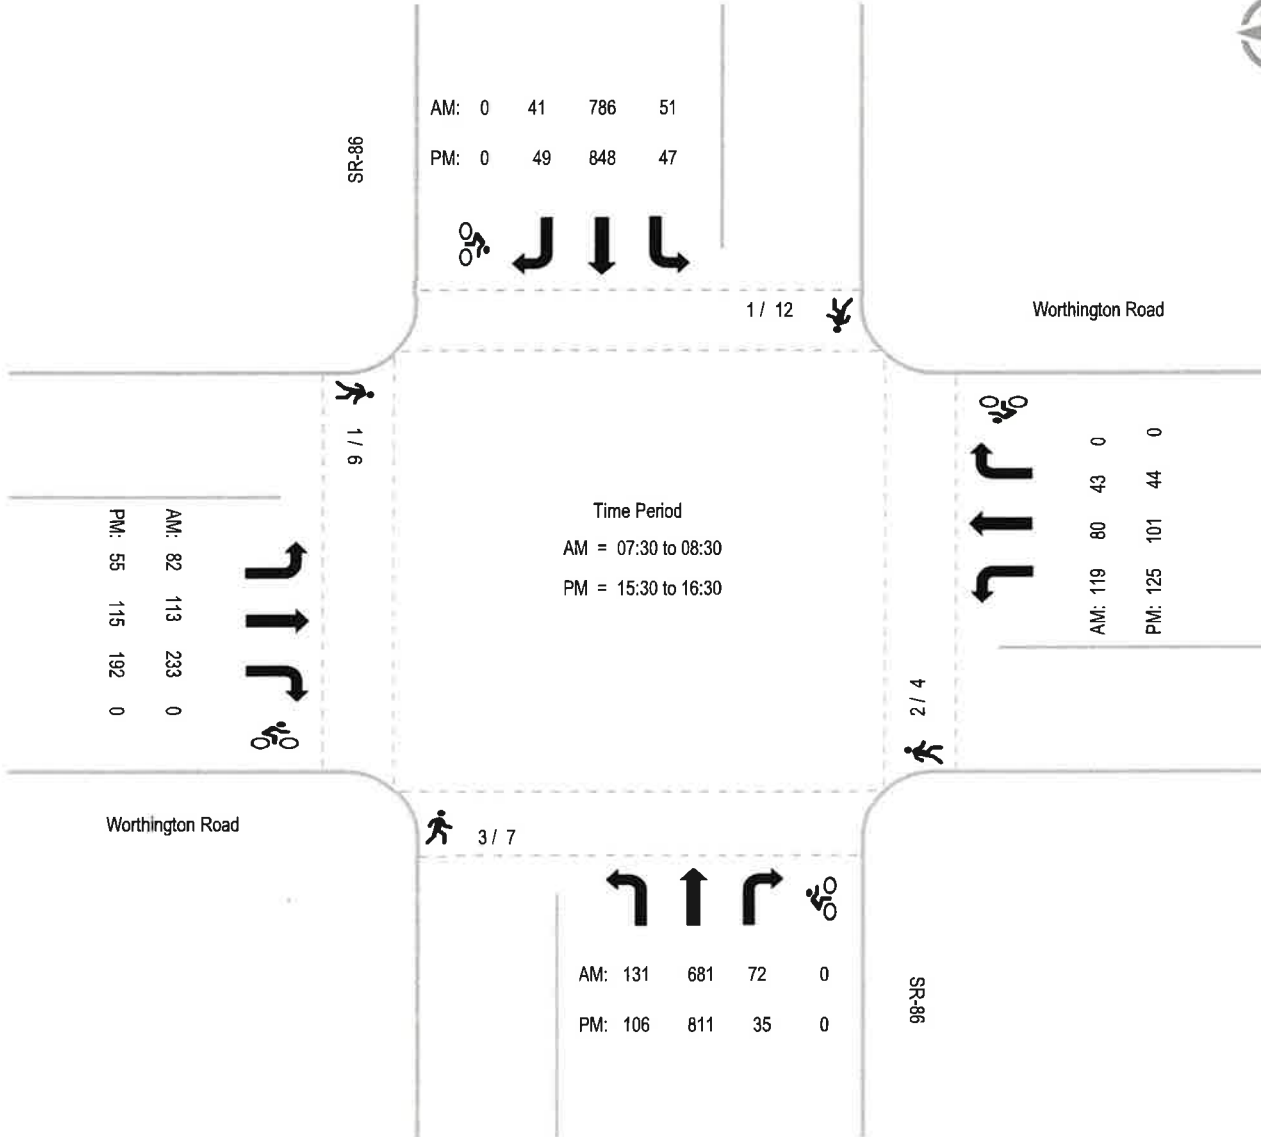 AM: 0 41 786 51
PM: 0 49 848 47
SR-86
1 / 12
Worthington Road
1 / 6
AM: 119 80 43 0
PM: 125 101 44 0
Time Period
AM = 07:30 to 08:30
PM = 15:30 to 16:30
AM: 82 113 233 0
PM: 55 115 192 0
2 / 4
Worthington Road
3 / 7
AM: 131 681 72 0
PM: 106 811 35 0
SR-86